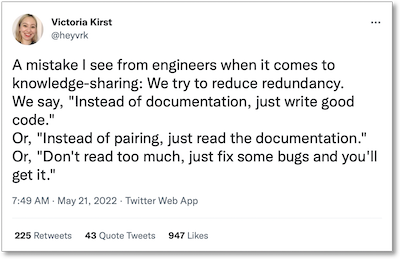 Victoria Kirst
@heyvrk
...
A mistake I see from engineers when it comes to
knowledge-sharing: We try to reduce redundancy.
We say, "Instead of documentation, just write good
code."
Or, "Instead of pairing, just read the documentation."
Or, "Don't read too much, just fix some bugs and you'll
get it."
7:49 AM · May 21, 2022 · Twitter Web App
225 Retweets 43 Quote Tweets 947 Likes